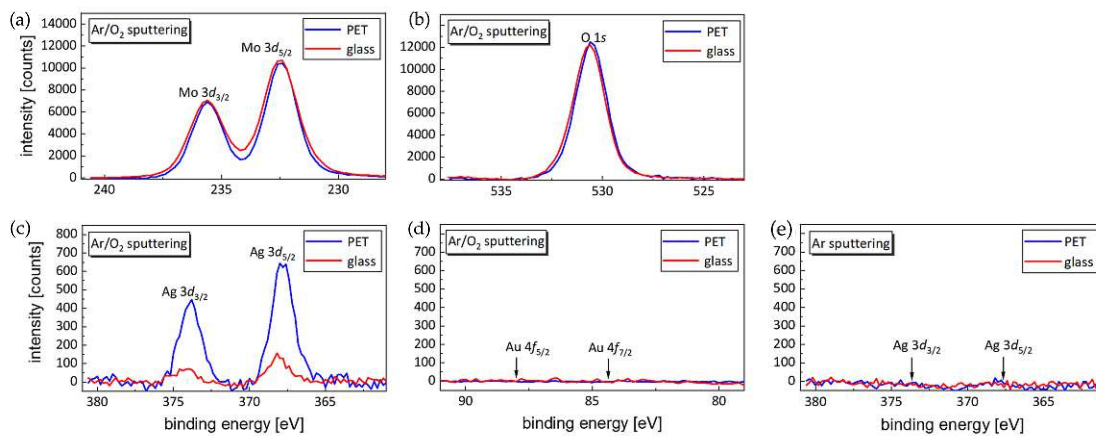 (a)
Ar/O₂ sputtering
PET
glass
Mo 3d₃/₂
Mo 3d₅/₂
intensity [counts]
14000
12000
10000
8000
6000
4000
2000
0
240
235
230
(b)
Ar/O₂ sputtering
PET
glass
O 1s
12000
10000
8000
6000
4000
2000
0
535
530
525
(c)
Ar/O₂ sputtering
PET
glass
Ag 3d₃/₂
Ag 3d₅/₂
intensity [counts]
800
700
600
500
400
300
200
100
0
380
375
370
365
binding energy [eV]
(d)
Ar/O₂ sputtering
PET
glass
Au 4f₅/₂
Au 4f₇/₂
700
600
500
400
300
200
100
0
90
85
80
binding energy [eV]
(e)
Ar sputtering
PET
glass
Ag 3d₃/₂
Ag 3d₅/₂
700
600
500
400
300
200
100
0
380
375
370
365
binding energy [eV]